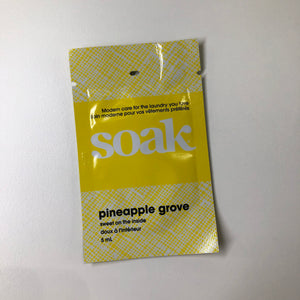 Modern care for the laundry you love
Soin moderne pour vos vêtements préférés
soak
pineapple grove
sweet on the inside
doux à l'intérieur
5 mL